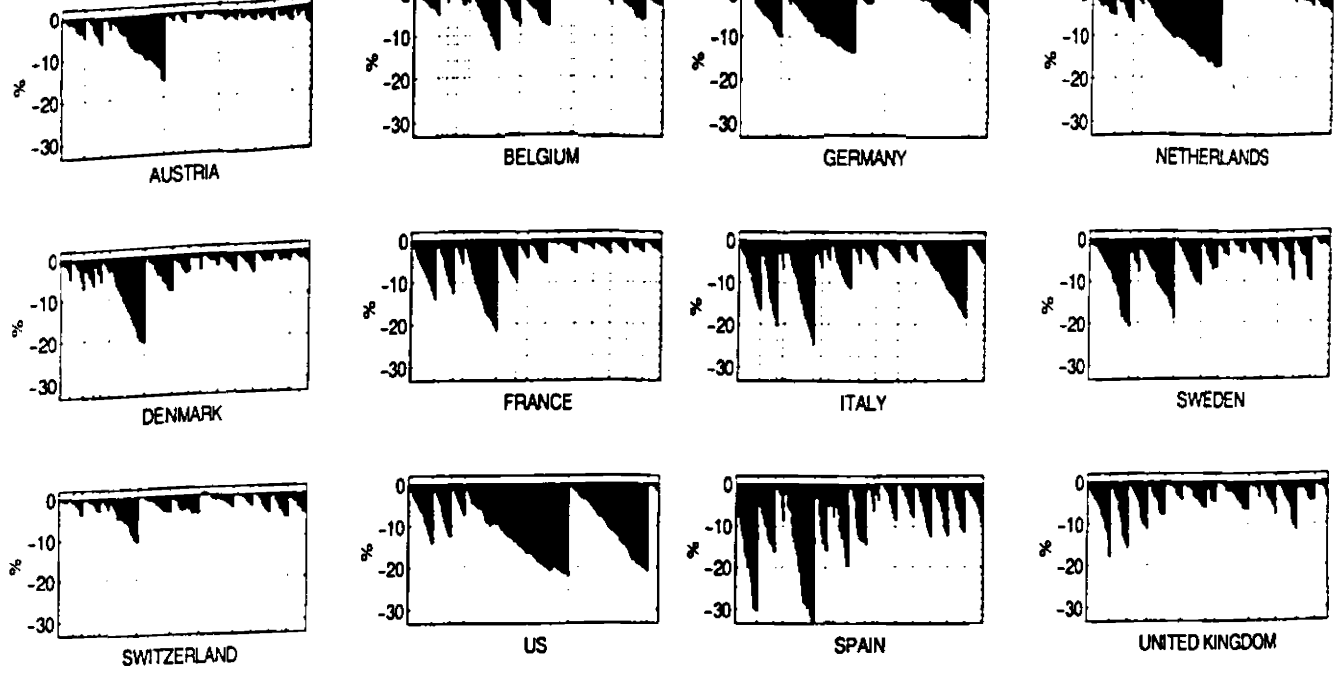 0 0 0 0
-10 -10 -10 -10
% % % %
-20 -20 -20 -20
-30 -30 -30 -30
AUSTRIA BELGIUM GERMANY NETHERLANDS
0 0 0 0
-10 -10 -10 -10
% % % %
-20 -20 -20 -20
-30 -30 -30 -30
DENMARK FRANCE ITALY SWEDEN
0 0 0 0
-10 -10 -10 -10
% % % %
-20 -20 -20 -20
-30 -30 -30 -30
SWITZERLAND US SPAIN UNITED KINGDOM